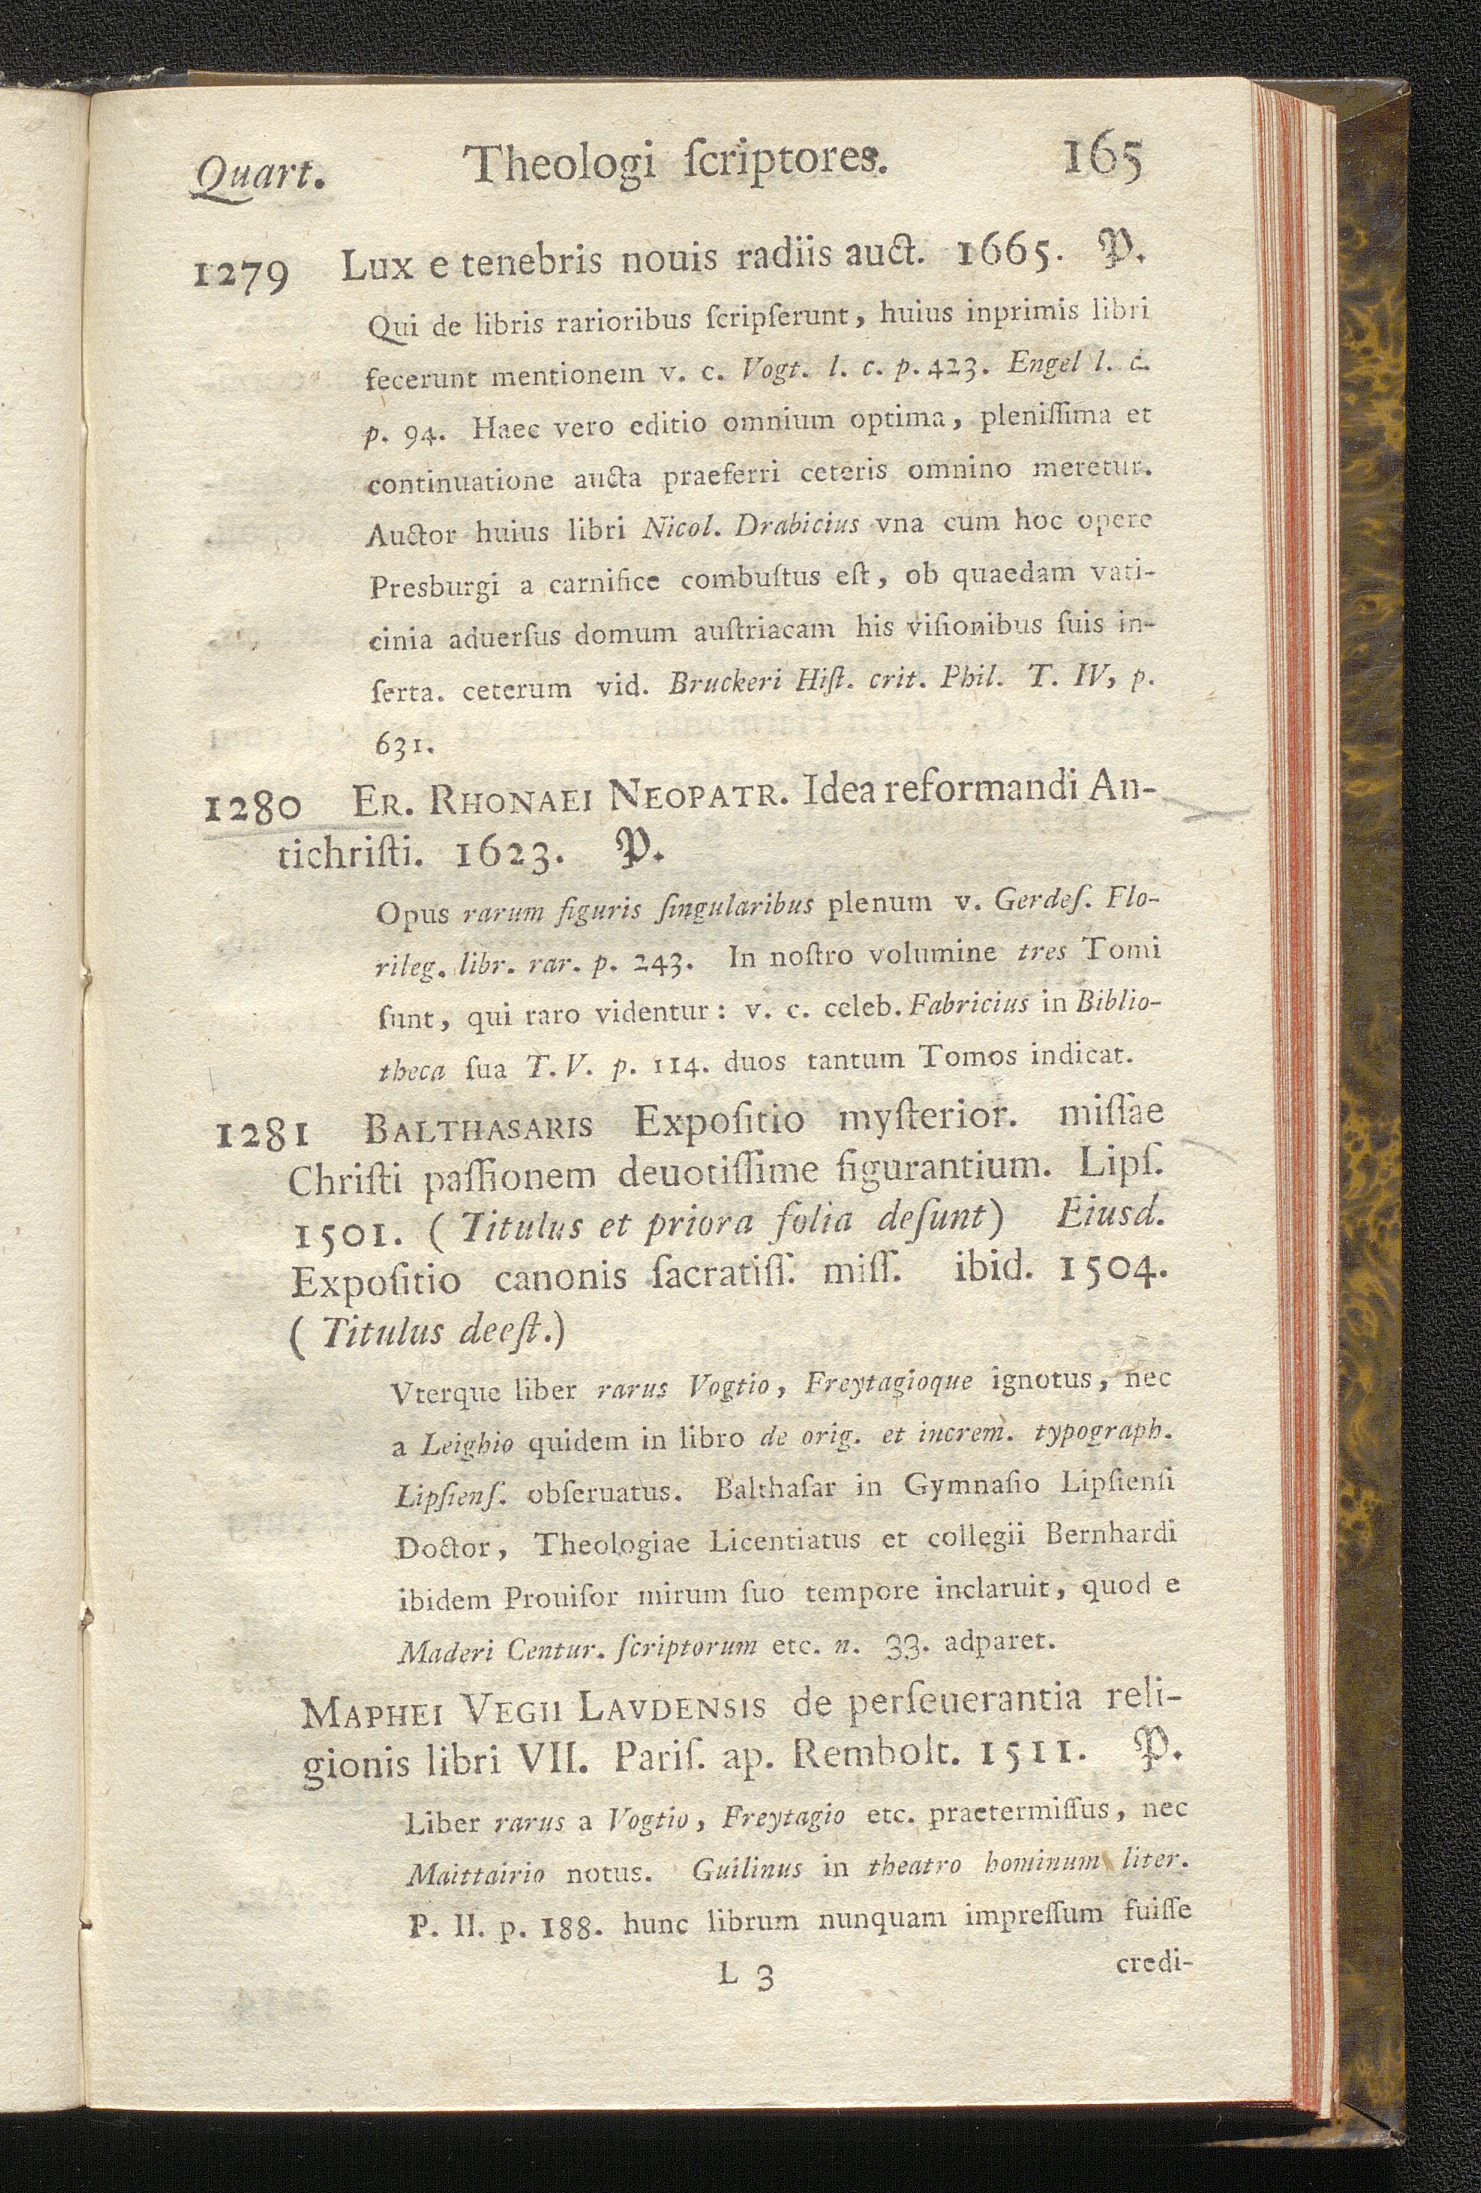 Quart. Theologi ſcriptores. 165
1279 Lux e tenebris nouis radiis auct. 1665. P.
Qui de libris rarioribus ſcripſerunt, huius inprimis libri
fecerunt mentionem v. c. Vogt. l. c. p. 423. Engel l. c.
p. 94. Haec vero editio omnium optima, pleniſſima et
continuatione aucta praeferri ceteris omnino meretur.
Auctor huius libri Nicol. Drabicius vna cum hoc opere
Presburgi a carnifice combuſtus eſt, ob quaedam vati-
cinia aduerſus domum auſtriacam his viſionibus ſuis in-
ſerta. ceterum vid. Bruckeri Hiſt. crit. Phil. T. IV, p.
631.
1280 ER. RHONAEI NEOPATR. Idea reformandi An-
tichriſti. 1623. P.
Opus rarum figuris ſingularibus plenum v. Gerdeſ. Flo-
rileg. libr. rar. p. 243. In noſtro volumine tres Tomi
ſunt, qui raro videntur: v. c. celeb. Fabricius in Biblio-
theca ſua T. V. p. 114. duos tantum Tomos indicat.
1281 BALTHASARIS Expoſitio myſterior. miſſae
Chriſti paſſionem deuotiſſime figurantium. Lipſ.
1501. (Titulus et priora folia deſunt) Eiusd.
Expoſitio canonis ſacratiſſ. miſſ. ibid. 1504.
(Titulus deeſt.)
Vterque liber rarus Vogtio, Freytagioque ignotus, nec
a Leighio quidem in libro de orig. et increm. typograph.
Lipſienſ. obſeruatus. Balthaſar in Gymnaſio Lipſienſi
Doctor, Theologiae Licentiatus et collegii Bernhardi
ibidem Prouiſor mirum ſuo tempore inclaruit, quod e
Maderi Centur. ſcriptorum etc. n. 33. adparet.
MAPHEI VEGII LAVDENSIS de perſeuerantia reli-
gionis libri VII. Pariſ. ap. Rembolt. 1511. P.
Liber rarus a Vogtio, Freytagio etc. praetermiſſus, nec
Maittairio notus. Guilinus in theatro hominum liter.
P. II. p. 188. hunc librum nunquam impreſſum fuiſſe
L 3 credi-